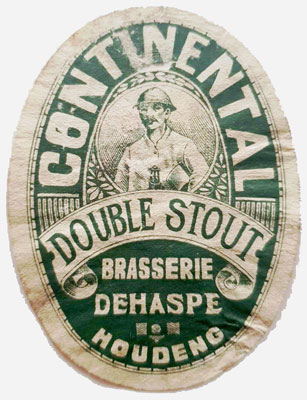 CONTINENTAL
DOUBLE STOUT
BRASSERIE
DEHASPE
HOUDENG